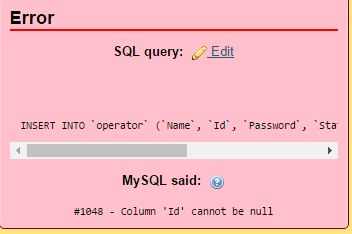 Error
SQL query: Edit
INSERT INTO `operator` (`Name`, `Id`, `Password`, `Sta
MySQL said:
#1048 - Column 'Id' cannot be null